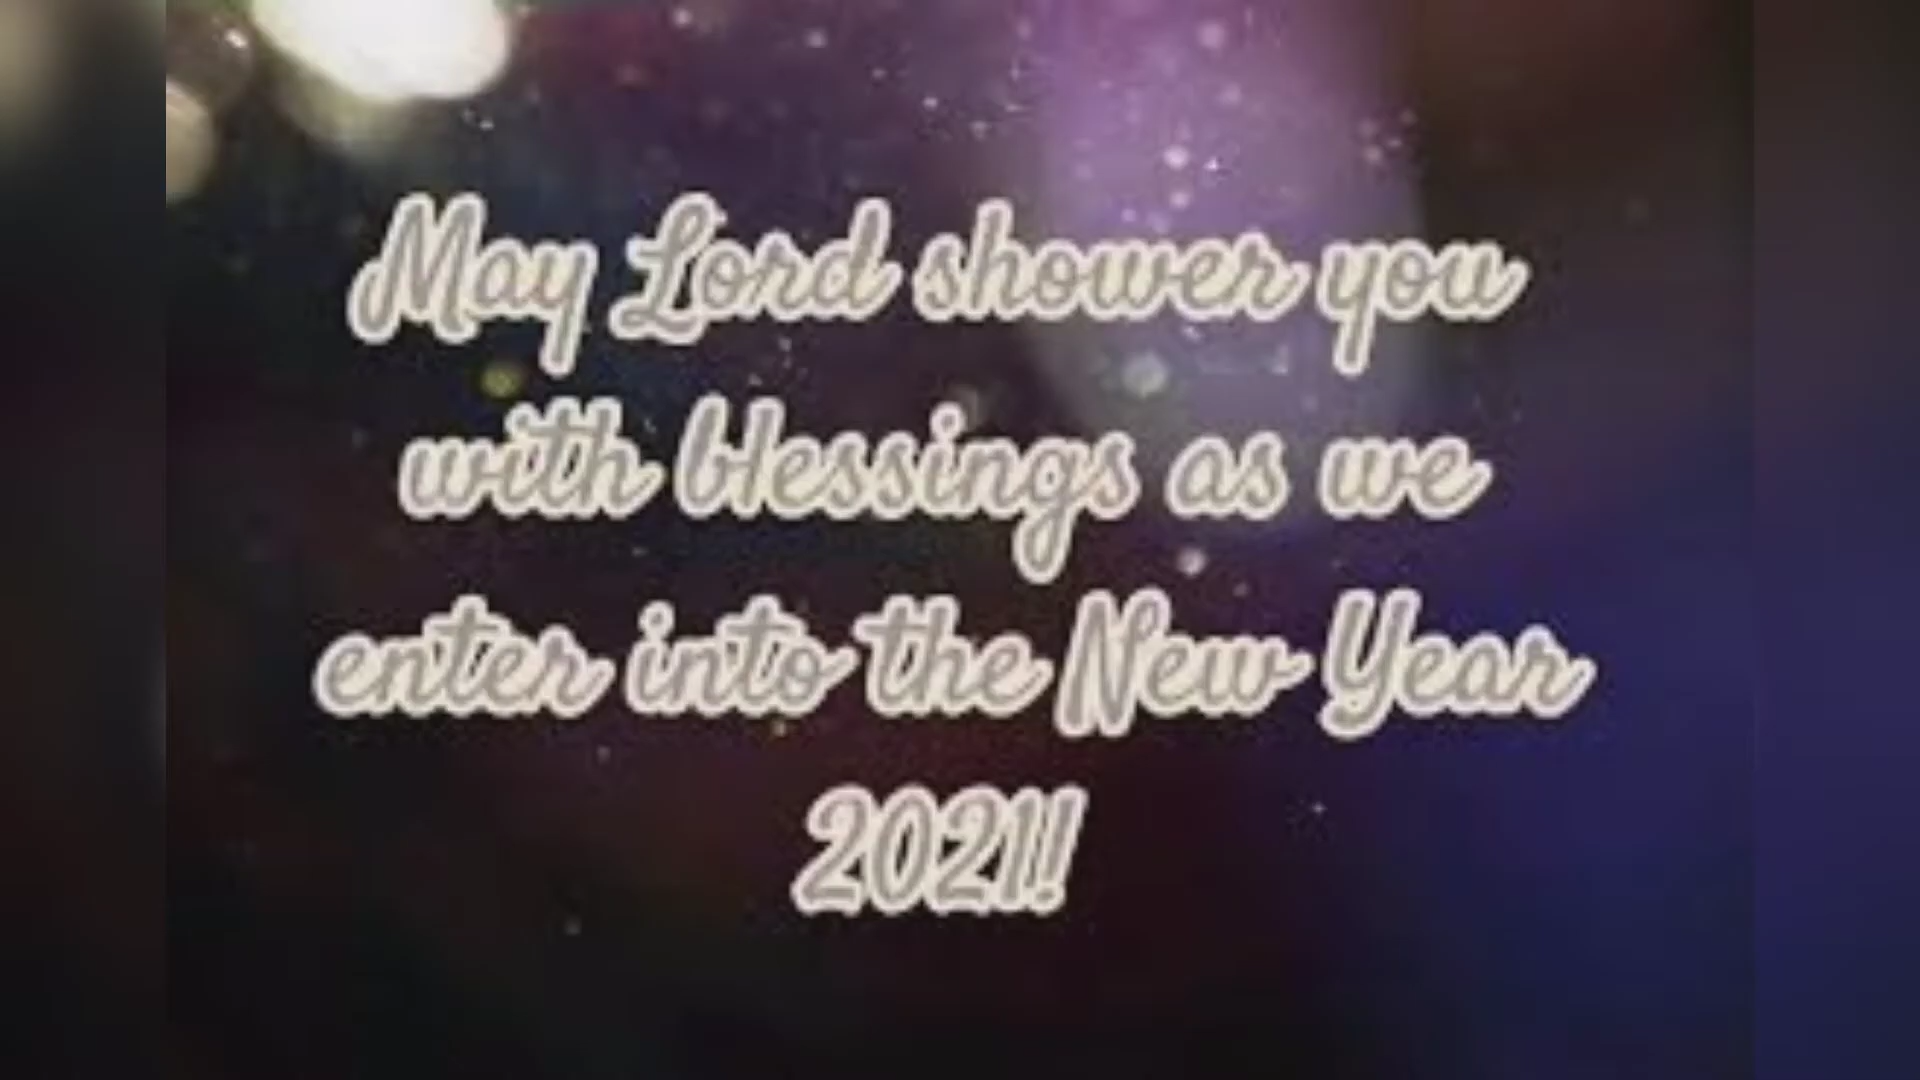 May Lord shower you
with blessings as we
enter into the New Year
2021!